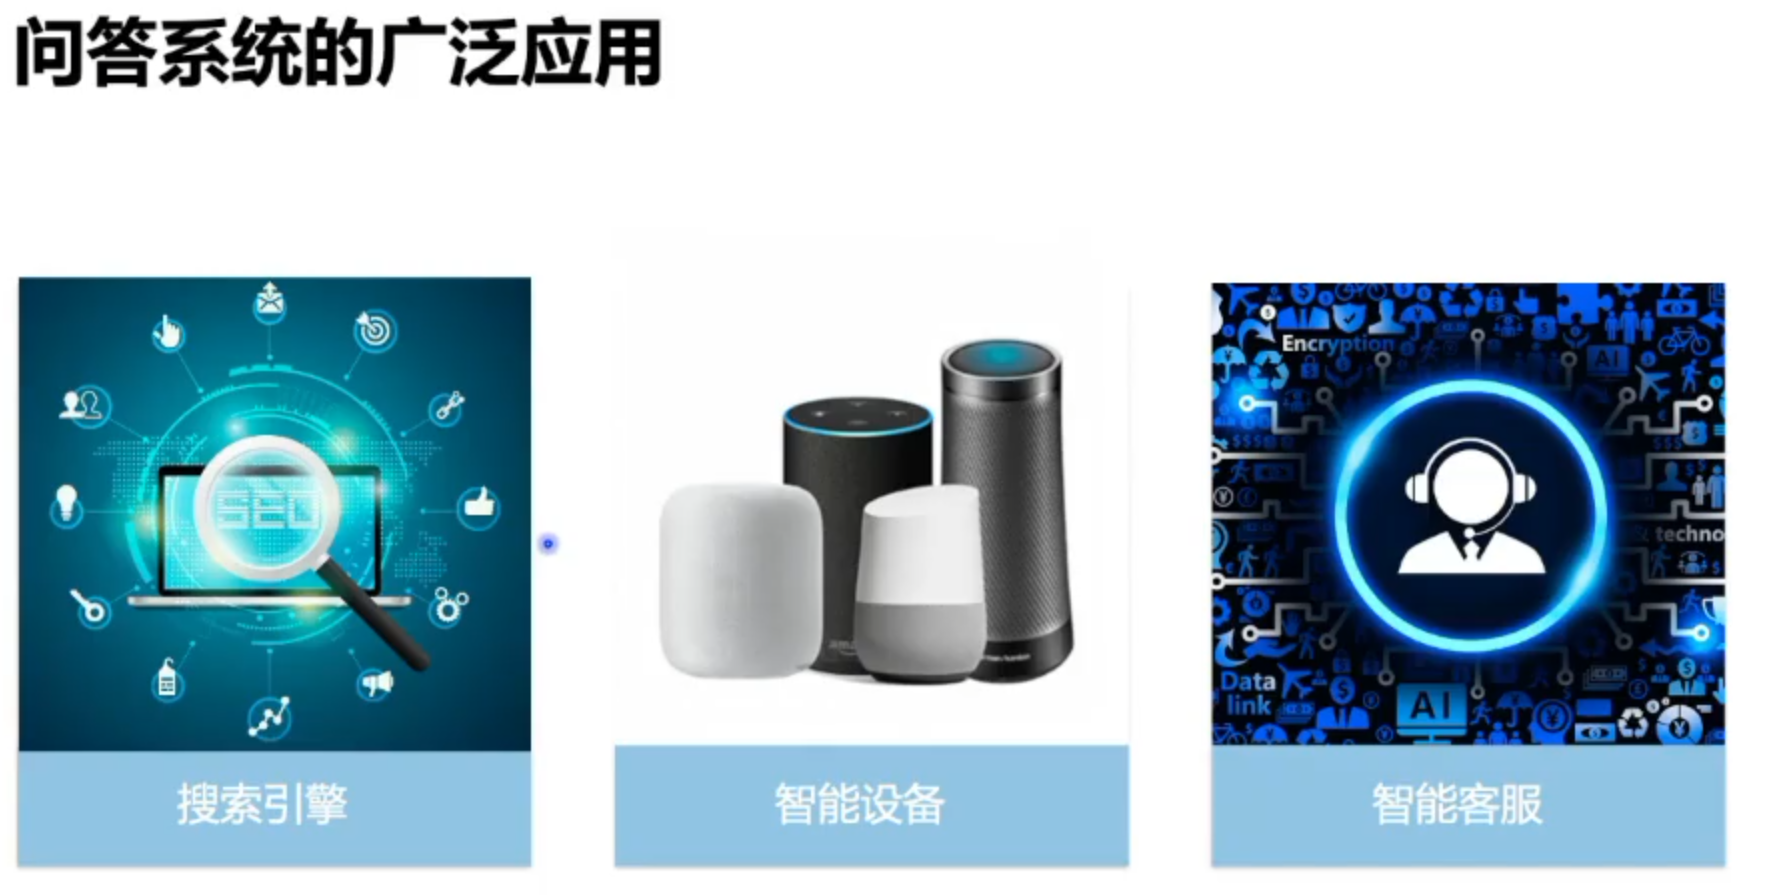 问答系统的广泛应用
SEO
Encryption
AI
techno
Data
link
AI
搜索引擎
智能设备
智能客服